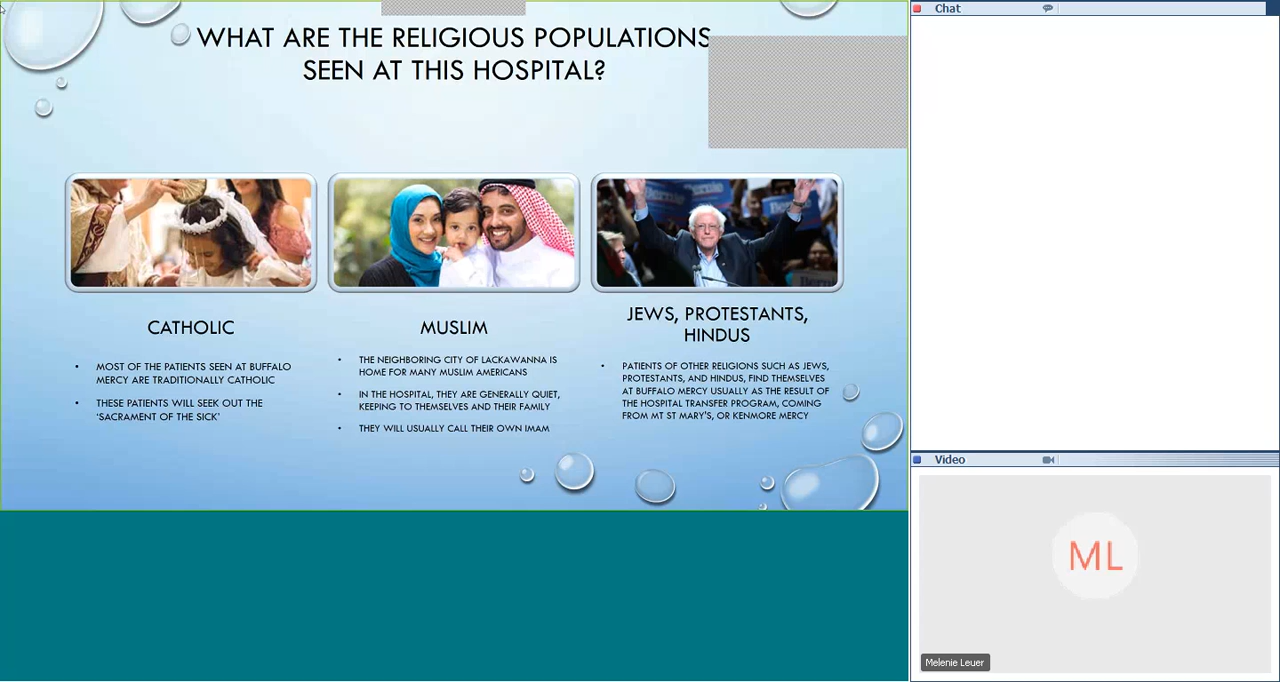 WHAT ARE THE RELIGIOUS POPULATIONS
SEEN AT THIS HOSPITAL?
Bernie
CATHOLIC
• MOST OF THE PATIENTS SEEN AT BUFFALO
MERCY ARE TRADITIONALLY CATHOLIC
• THESE PATIENTS WILL SEEK OUT THE
'SACRAMENT OF THE SICK'
MUSLIM
• THE NEIGHBORING CITY OF LACKAWANNA IS
HOME FOR MANY MUSLIM AMERICANS
• IN THE HOSPITAL, THEY ARE GENERALLY QUIET,
KEEPING TO THEMSELVES AND THEIR FAMILY
• THEY WILL USUALLY CALL THEIR OWN IMAM
JEWS, PROTESTANTS,
HINDUS
• PATIENTS OF OTHER RELIGIONS SUCH AS JEWS,
PROTESTANTS, AND HINDUS, FIND THEMSELVES
AT BUFFALO MERCY USUALLY AS THE RESULT OF
THE HOSPITAL TRANSFER PROGRAM, COMING
FROM MT ST MARY'S, OR KENMORE MERCY
Chat
Video
ML
Melenie Leuer